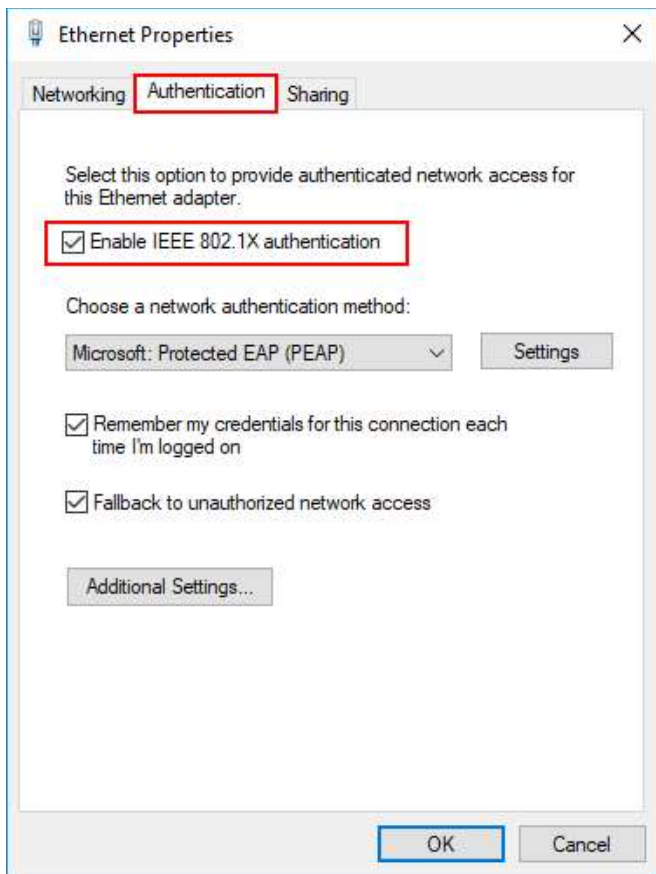 Ethernet Properties
Networking Authentication Sharing
Select this option to provide authenticated network access for
this Ethernet adapter.
Enable IEEE 802.1X authentication
Choose a network authentication method:
Microsoft: Protected EAP (PEAP) Settings
Remember my credentials for this connection each
time I'm logged on
Fallback to unauthorized network access
Additional Settings...
OK Cancel